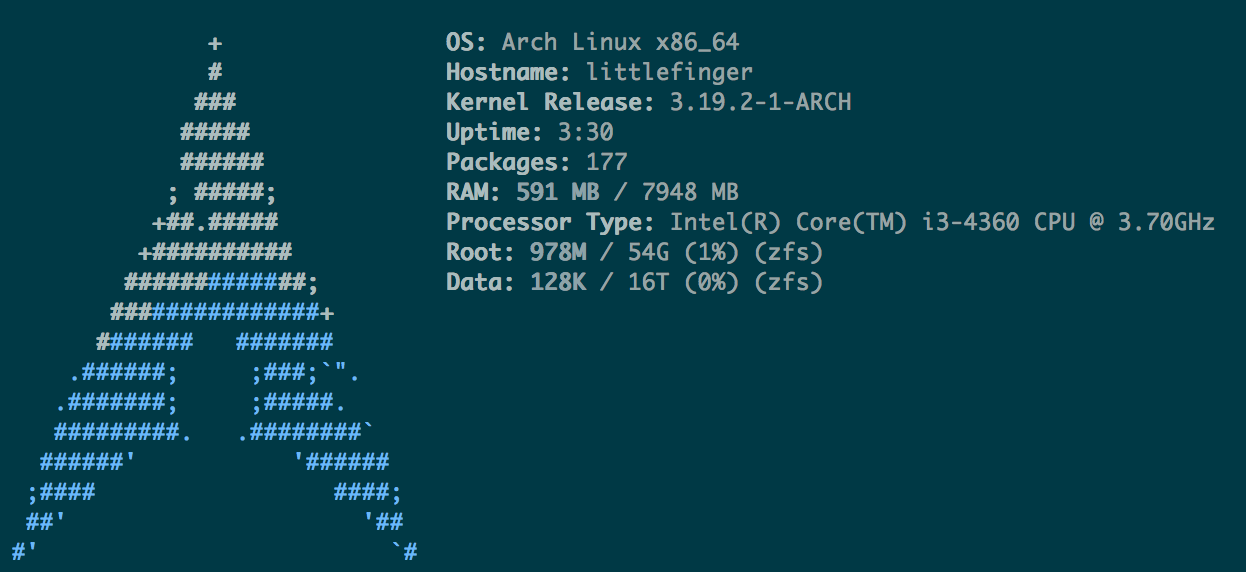 OS: Arch Linux x86_64
Hostname: littlefinger
Kernel Release: 3.19.2-1-ARCH
Uptime: 3:30
Packages: 177
RAM: 591 MB / 7948 MB
Processor Type: Intel(R) Core(TM) i3-4360 CPU @ 3.70GHz
Root: 978M / 54G (1%) (zfs)
Data: 128K / 16T (0%) (zfs)